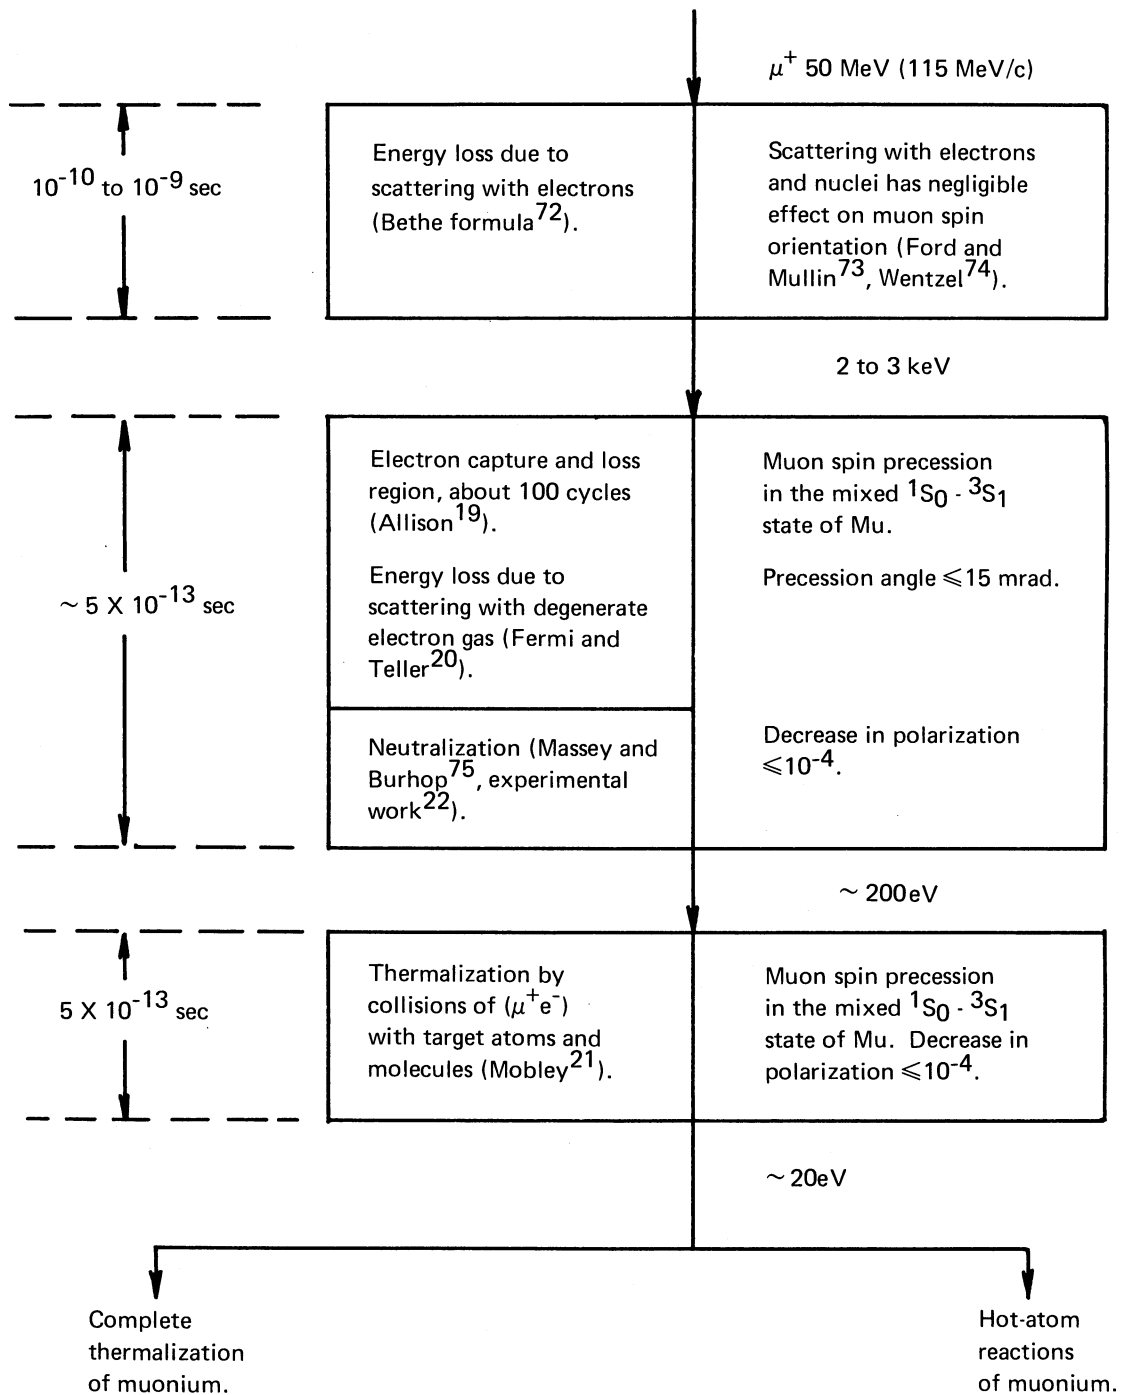 μ⁺ 50 MeV (115 MeV/c)
10⁻¹⁰ to 10⁻⁹ sec
Energy loss due to
scattering with electrons
(Bethe formula⁷²).
Scattering with electrons
and nuclei has negligible
effect on muon spin
orientation (Ford and
Mullin⁷³, Wentzel⁷⁴).
2 to 3 keV
~ 5 X 10⁻¹³ sec
Electron capture and loss
region, about 100 cycles
(Allison¹⁹).
Energy loss due to
scattering with degenerate
electron gas (Fermi and
Teller²⁰).
Neutralization (Massey and
Burhop⁷⁵, experimental
work²²).
Muon spin precession
in the mixed ¹S₀ - ³S₁
state of Mu.
Precession angle ⩽15 mrad.
Decrease in polarization
⩽10⁻⁴.
~ 200eV
5 X 10⁻¹³ sec
Thermalization by
collisions of (μ⁺e⁻)
with target atoms and
molecules (Mobley²¹).
Muon spin precession
in the mixed ¹S₀ - ³S₁
state of Mu. Decrease in
polarization ⩽10⁻⁴.
~ 20eV
Complete
thermalization
of muonium.
Hot-atom
reactions
of muonium.